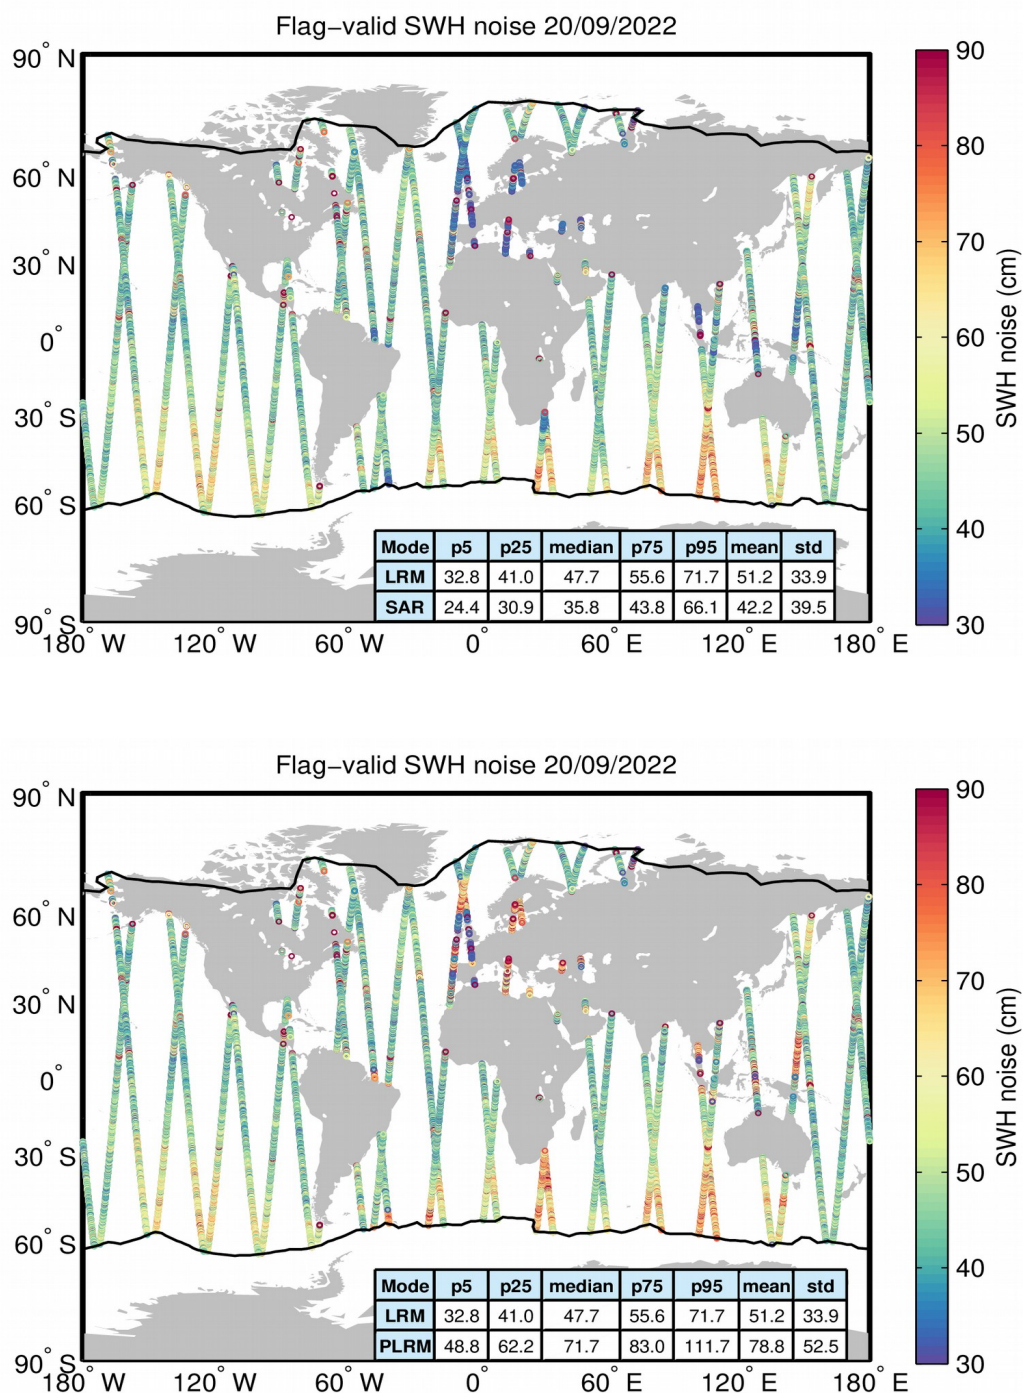 Flag−valid SWH noise 20/09/2022
90° N
60° N
30° N
0°
30° S
60° S
90° S
180° W 120° W 60° W 0° 60° E 120° E 180° E
Mode p5 p25 median p75 p95 mean std
LRM 32.8 41.0 47.7 55.6 71.7 51.2 33.9
SAR 24.4 30.9 35.8 43.8 66.1 42.2 39.5
90
80
70
60
50
40
30
SWH noise (cm)
Flag−valid SWH noise 20/09/2022
90° N
60° N
30° N
0°
30° S
60° S
90° S
180° W 120° W 60° W 0° 60° E 120° E 180° E
Mode p5 p25 median p75 p95 mean std
LRM 32.8 41.0 47.7 55.6 71.7 51.2 33.9
PLRM 48.8 62.2 71.7 83.0 111.7 78.8 52.5
90
80
70
60
50
40
30
SWH noise (cm)